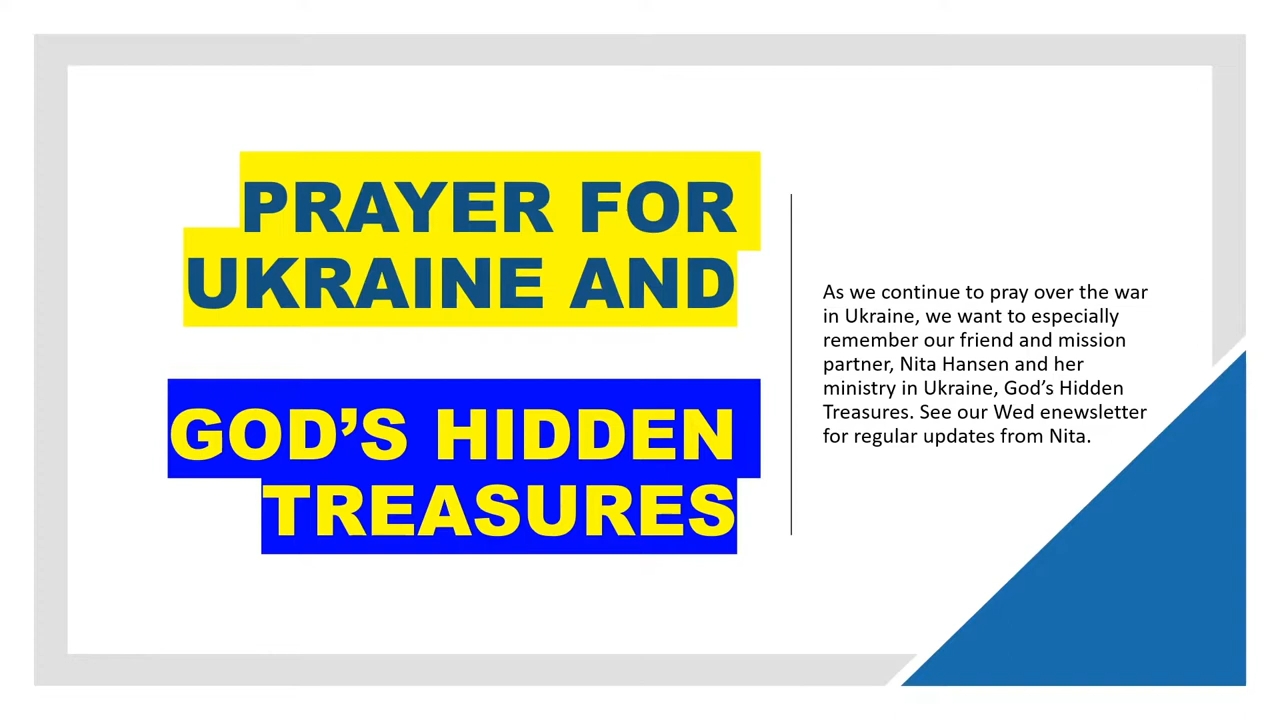 PRAYER FOR
UKRAINE AND
GOD’S HIDDEN
TREASURES
As we continue to pray over the war
in Ukraine, we want to especially
remember our friend and mission
partner, Nita Hansen and her
ministry in Ukraine, God’s Hidden
Treasures. See our Wed enewsletter
for regular updates from Nita.